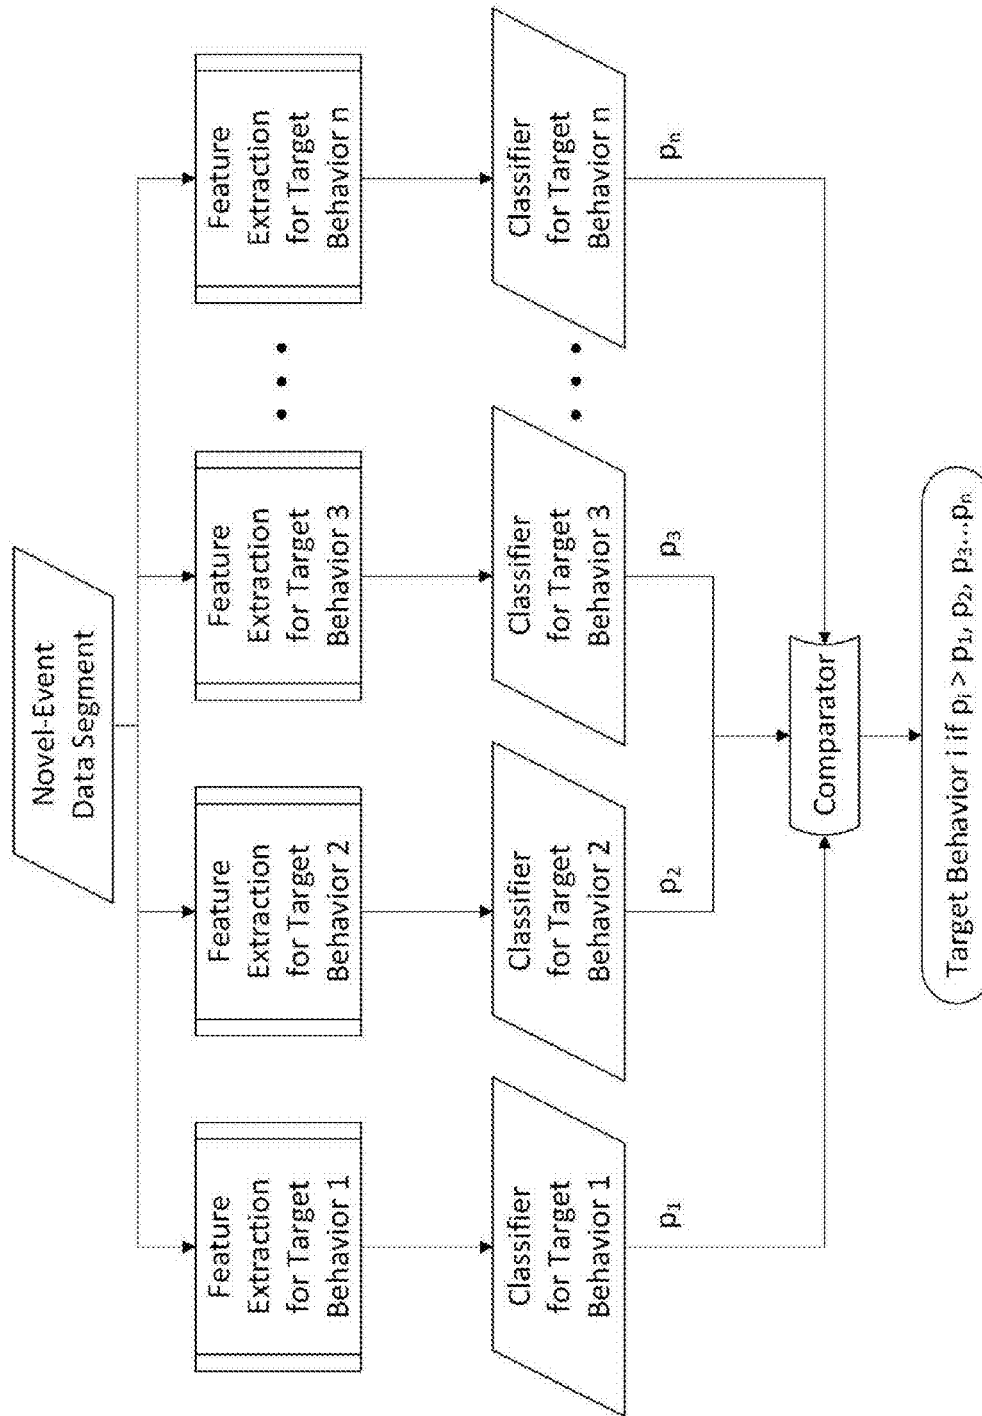 Novel-Event
Data Segment
Feature
Extraction
for Target
Behavior 1
Feature
Extraction
for Target
Behavior 2
Feature
Extraction
for Target
Behavior 3
Feature
Extraction
for Target
Behavior n
Classifier
for Target
Behavior 1
Classifier
for Target
Behavior 2
Classifier
for Target
Behavior 3
Classifier
for Target
Behavior n
p₁
p₂
p₃
pₙ
Comparator
Target Behavior i if pᵢ > p₁, p₂, p₃...pₙ